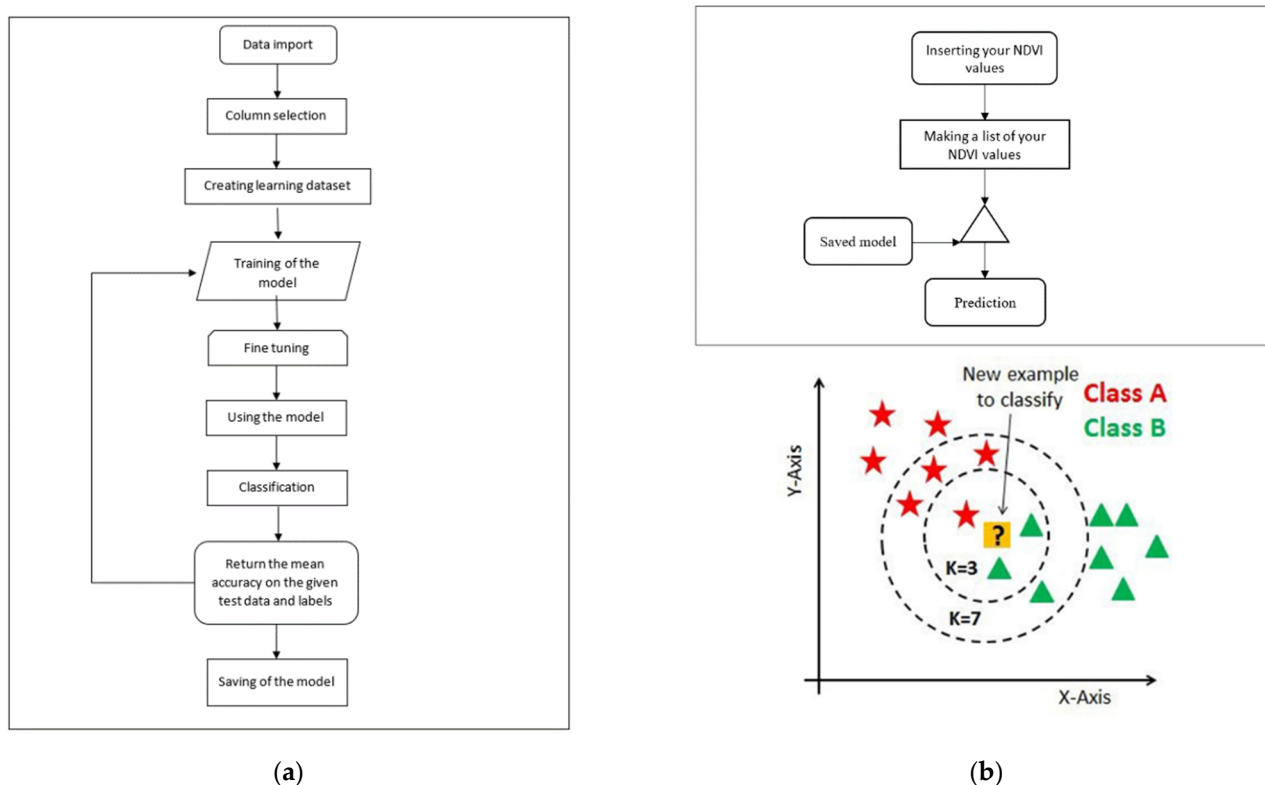 Data import
Column selection
Creating learning dataset
Training of the
model
Fine tuning
Using the model
Classification
Return the mean
accuracy on the given
test data and labels
Saving of the model
(a)
Inserting your NDVI
values
Making a list of your
NDVI values
Saved model
Prediction
New example
to classify
Class A
Class B
Y-Axis
?
K=3
K=7
X-Axis
(b)